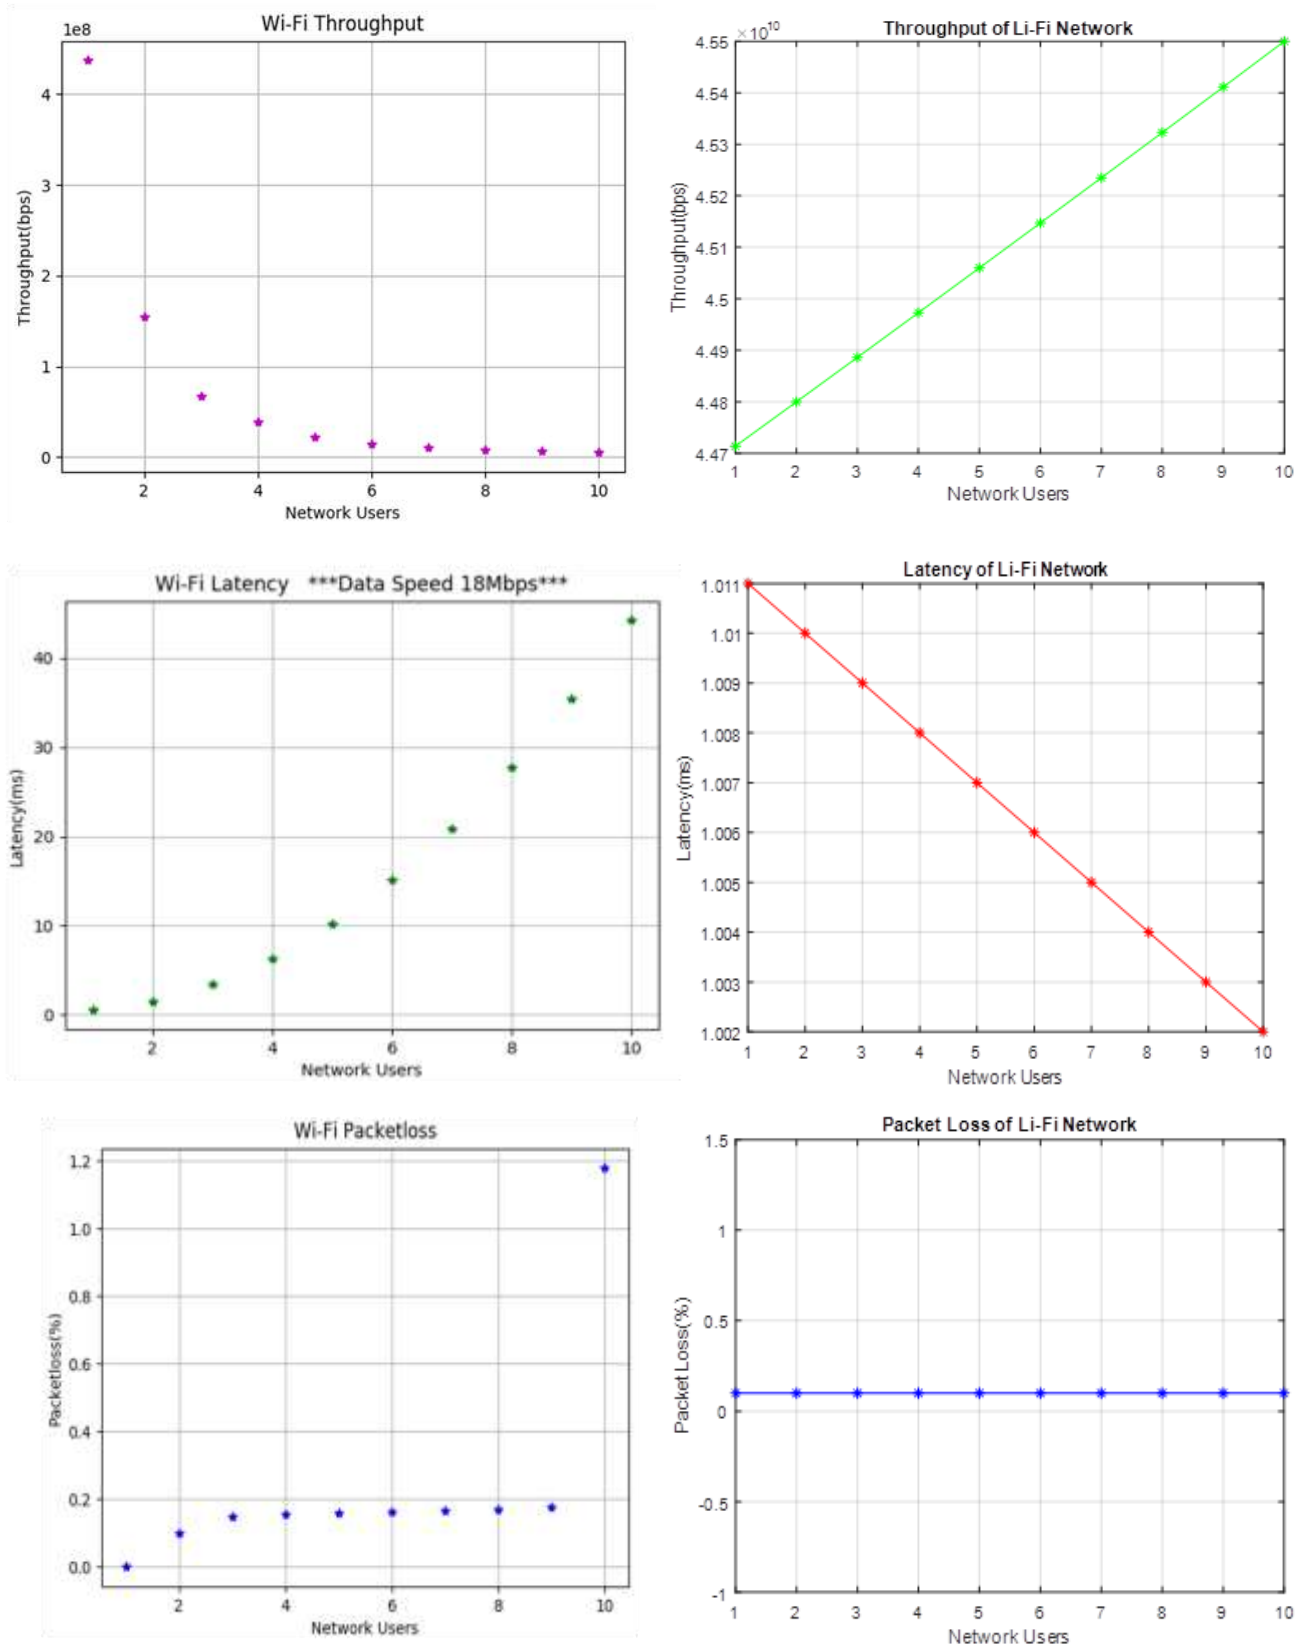 Wi-Fi Throughput
1e8
4
3
2
1
0
Throughput(bps)
2 4 6 8 10
Network Users
Throughput of Li-Fi Network
×10^10
4.55
4.54
4.53
4.52
4.51
4.5
4.49
4.48
4.47
Throughput(bps)
1 2 3 4 5 6 7 8 9 10
Network Users
Wi-Fi Latency ***Data Speed 18Mbps***
40
30
20
10
0
Latency(ms)
2 4 6 8 10
Network Users
Latency of Li-Fi Network
1.011
1.01
1.009
1.008
1.007
1.006
1.005
1.004
1.003
1.002
Latency(ms)
1 2 3 4 5 6 7 8 9 10
Network Users
Wi-Fi Packetloss
1.2
1.0
0.8
0.6
0.4
0.2
0.0
Packetloss(%)
2 4 6 8 10
Network Users
Packet Loss of Li-Fi Network
1.5
1
0.5
0
-0.5
-1
Packet Loss(%)
1 2 3 4 5 6 7 8 9 10
Network Users